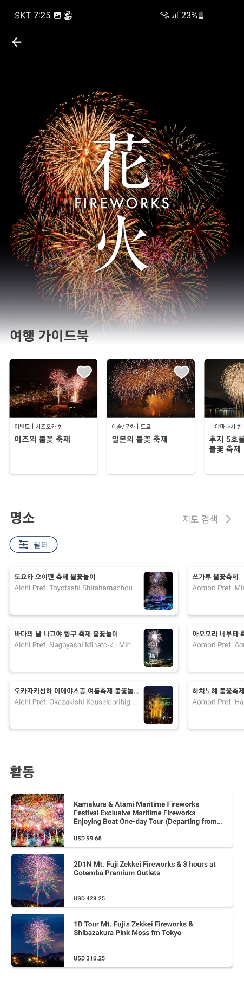 SKT 7:25 23%
花
FIREWORKS
火
여행 가이드북
이벤트 | 시즈오카 현
이즈의 불꽃 축제
예술/문화 | 도쿄
일본의 불꽃 축제
야마나시 현
후지 5호를
불꽃 축제
명소
지도 검색
필터
도요타 오이덴 축제 불꽃놀이
Aichi Pref. Toyotashi Shirahamachou
쓰가루 불꽃축제
Aomori Pref.
바다의 날 나고야 항구 축제 불꽃놀이
Aichi Pref. Nagoyashi Minato-ku Min...
아오모리 네부타
Aomori Pref.
오카자키성하 이에야스공 여름축제 불꽃놀...
Aichi Pref. Okazakishi Kouseidorihig...
하치노헤 불꽃축제
Aomori Pref.
활동
Kamakura & Atami Maritime Fireworks
Festival Exclusive Maritime Fireworks
Enjoying Boat One-day Tour (Departing from...
USD 99.65
2D1N Mt. Fuji Zekkei Fireworks & 3 hours at
Gotemba Premium Outlets
USD 428.25
1D Tour Mt. Fuji's Zekkei Fireworks &
Shibazakura Pink Moss fm Tokyo
USD 316.25